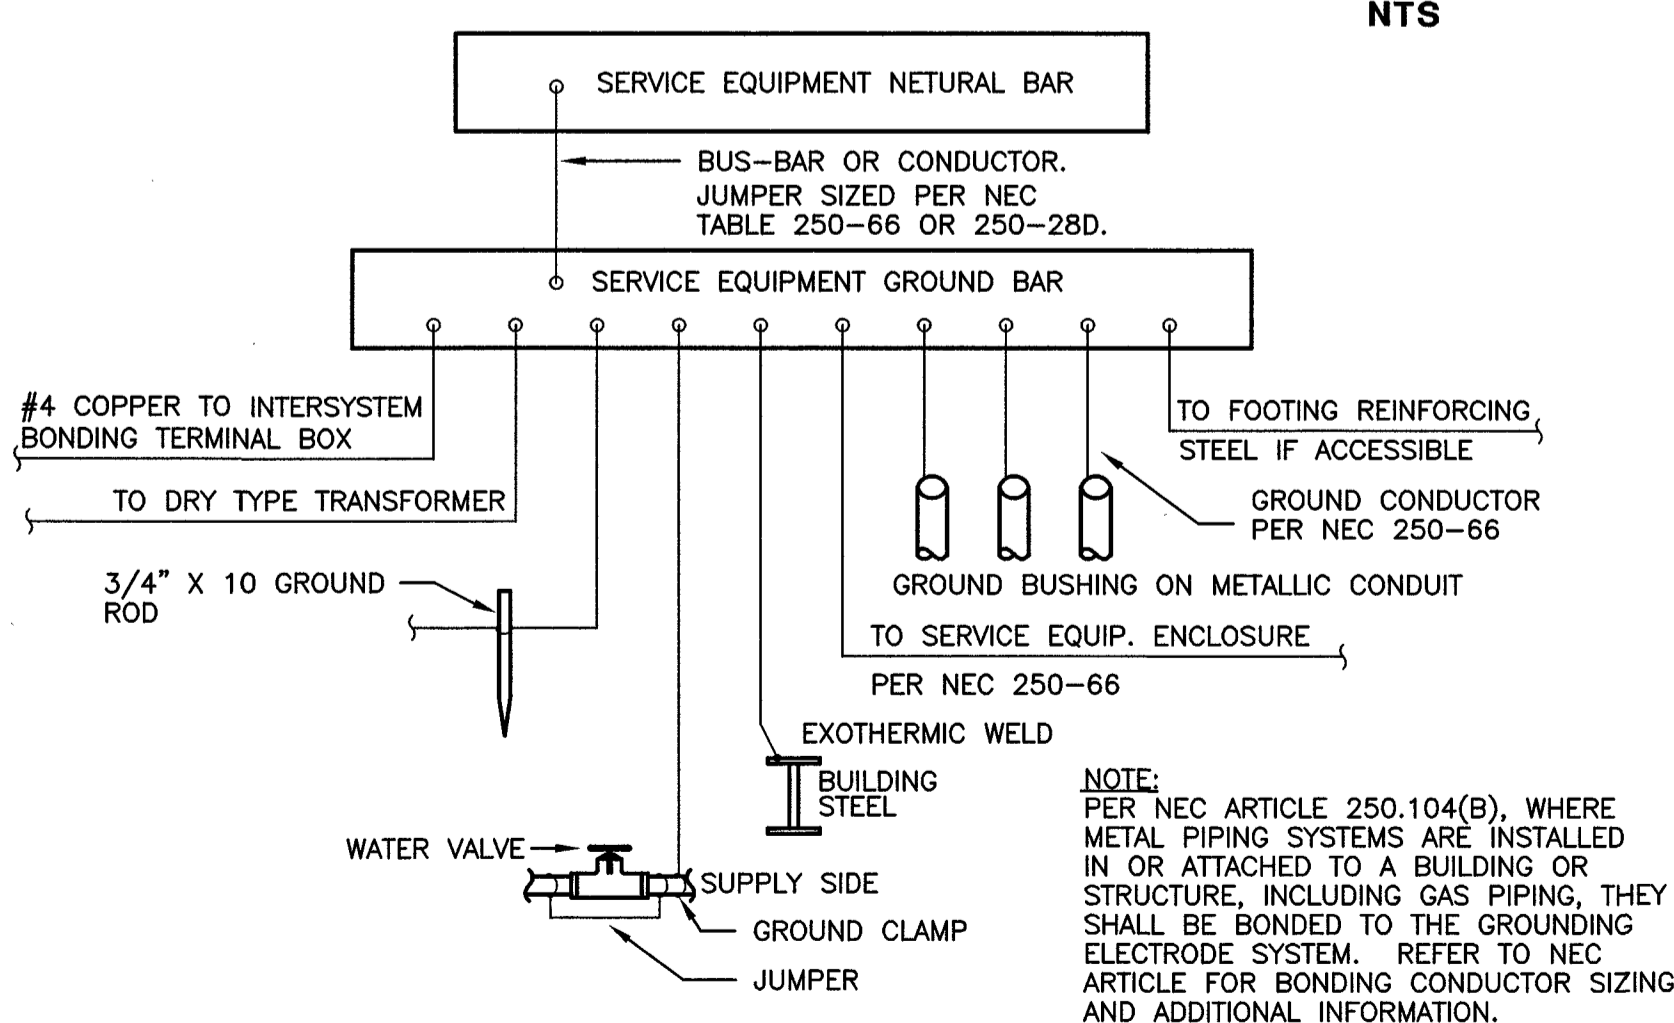 NTS
SERVICE EQUIPMENT NETURAL BAR
BUS-BAR OR CONDUCTOR.
JUMPER SIZED PER NEC
TABLE 250-66 OR 250-28D.
SERVICE EQUIPMENT GROUND BAR
#4 COPPER TO INTERSYSTEM
BONDING TERMINAL BOX
TO FOOTING REINFORCING
STEEL IF ACCESSIBLE
TO DRY TYPE TRANSFORMER
GROUND CONDUCTOR
PER NEC 250-66
3/4" X 10 GROUND
ROD
GROUND BUSHING ON METALLIC CONDUIT
TO SERVICE EQUIP. ENCLOSURE
PER NEC 250-66
EXOTHERMIC WELD
BUILDING
STEEL
WATER VALVE
SUPPLY SIDE
GROUND CLAMP
JUMPER
NOTE:
PER NEC ARTICLE 250.104(B), WHERE
METAL PIPING SYSTEMS ARE INSTALLED
IN OR ATTACHED TO A BUILDING OR
STRUCTURE, INCLUDING GAS PIPING, THEY
SHALL BE BONDED TO THE GROUNDING
ELECTRODE SYSTEM. REFER TO NEC
ARTICLE FOR BONDING CONDUCTOR SIZING
AND ADDITIONAL INFORMATION.